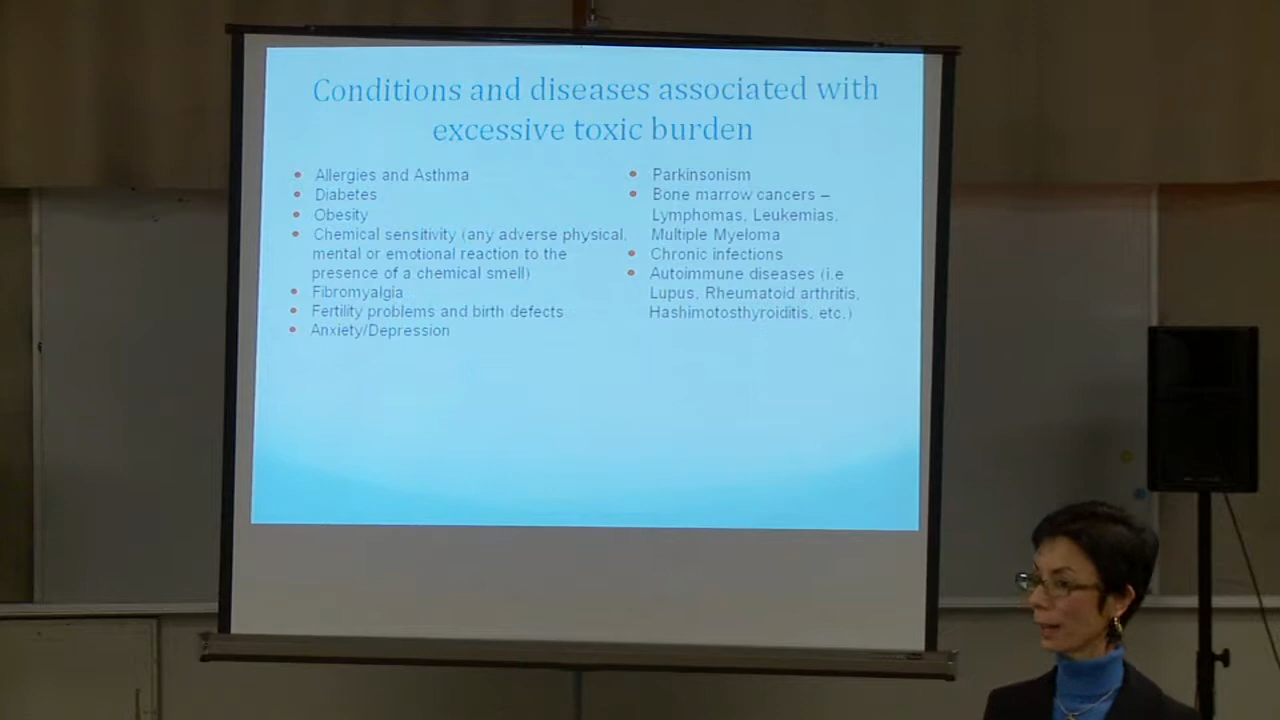 Conditions and diseases associated with
excessive toxic burden
• Allergies and Asthma
• Diabetes
• Obesity
• Chemical sensitivity (any adverse physical,
mental or emotional reaction to the
presence of a chemical smell)
• Fibromyalgia
• Fertility problems and birth defects
• Anxiety/Depression
• Parkinsonism
• Bone marrow cancers –
Lymphomas, Leukemias,
Multiple Myeloma
• Chronic infections
• Autoimmune diseases (i.e
Lupus, Rheumatoid arthritis,
Hashimotosthyroiditis, etc.)